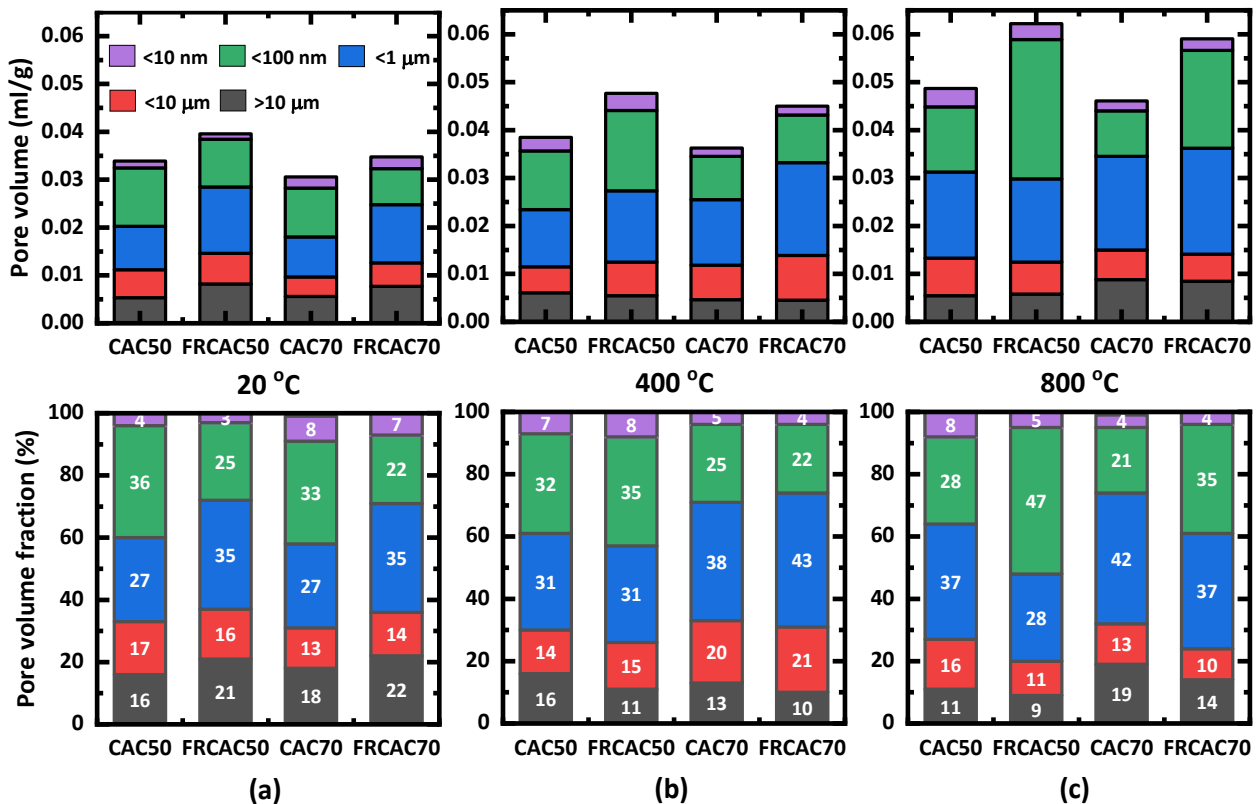 Pore volume (ml/g)
0.06
0.05
0.04
0.03
0.02
0.01
0.00
<10 nm <100 nm <1 μm
<10 μm >10 μm
CAC50 FRCAC50 CAC70 FRCAC70
20 °C
0.06
0.05
0.04
0.03
0.02
0.01
0.00
CAC50 FRCAC50 CAC70 FRCAC70
400 °C
0.06
0.05
0.04
0.03
0.02
0.01
0.00
CAC50 FRCAC50 CAC70 FRCAC70
800 °C
Pore volume fraction (%)
100
80
60
40
20
0
4 3 8 7
36 25 33 22
27 35 27 35
17 16 13 14
16 21 18 22
CAC50 FRCAC50 CAC70 FRCAC70
(a)
100
80
60
40
20
0
7 8 5 4
32 35 25 22
31 31 38 43
14 15 20 21
16 11 13 10
CAC50 FRCAC50 CAC70 FRCAC70
(b)
100
80
60
40
20
0
8 5 4 4
28 47 21 35
37 28 42 37
16 11 13 10
11 9 19 14
CAC50 FRCAC50 CAC70 FRCAC70
(c)